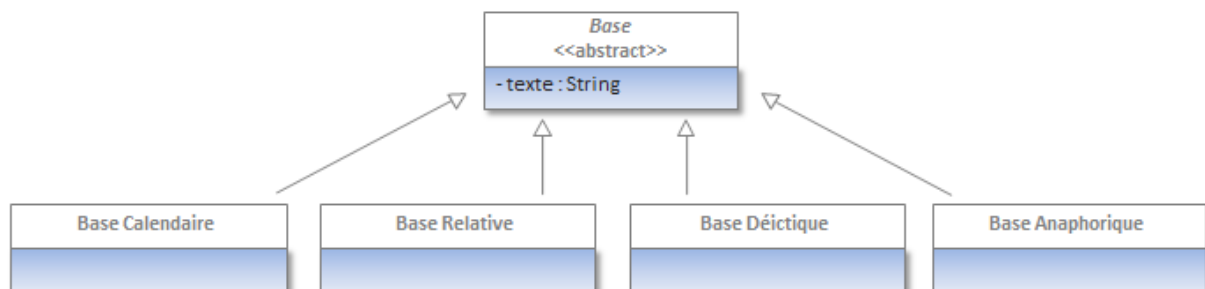 Base
<<abstract>>
- texte : String
Base Calendaire
Base Relative
Base Déictique
Base Anaphorique